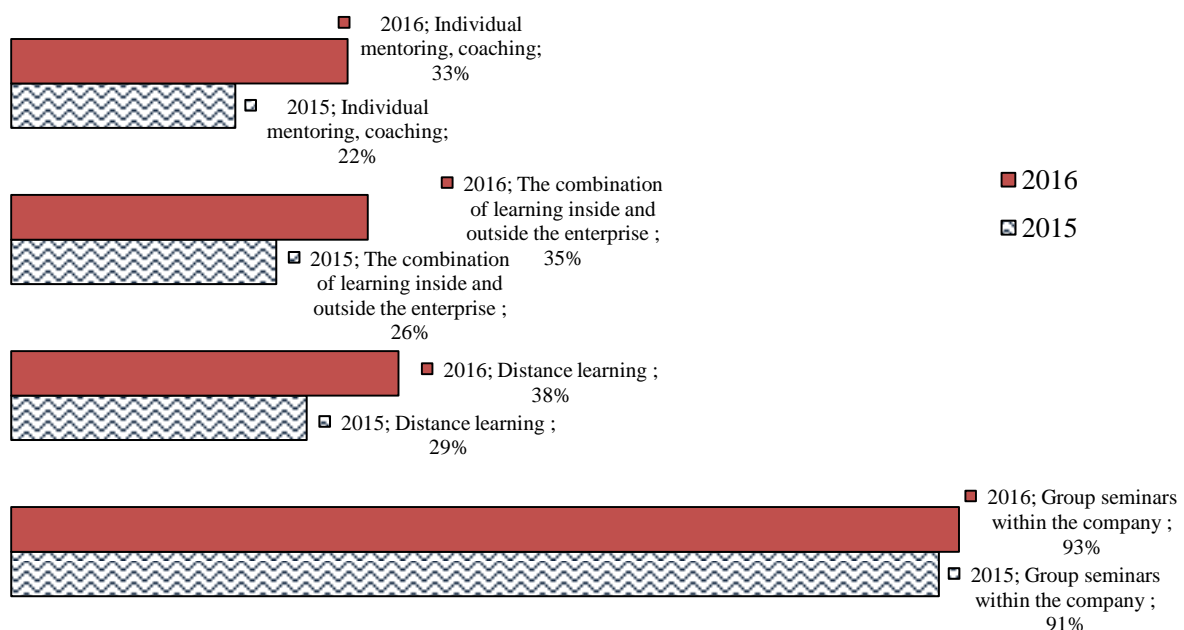 2016; Individual
mentoring, coaching;
33%
2015; Individual
mentoring, coaching;
22%
2016; The combination
of learning inside and
outside the enterprise ;
35%
2015; The combination
of learning inside and
outside the enterprise ;
26%
2016
2015
2016; Distance learning ;
38%
2015; Distance learning ;
29%
2016; Group seminars
within the company ;
93%
2015; Group seminars
within the company ;
91%